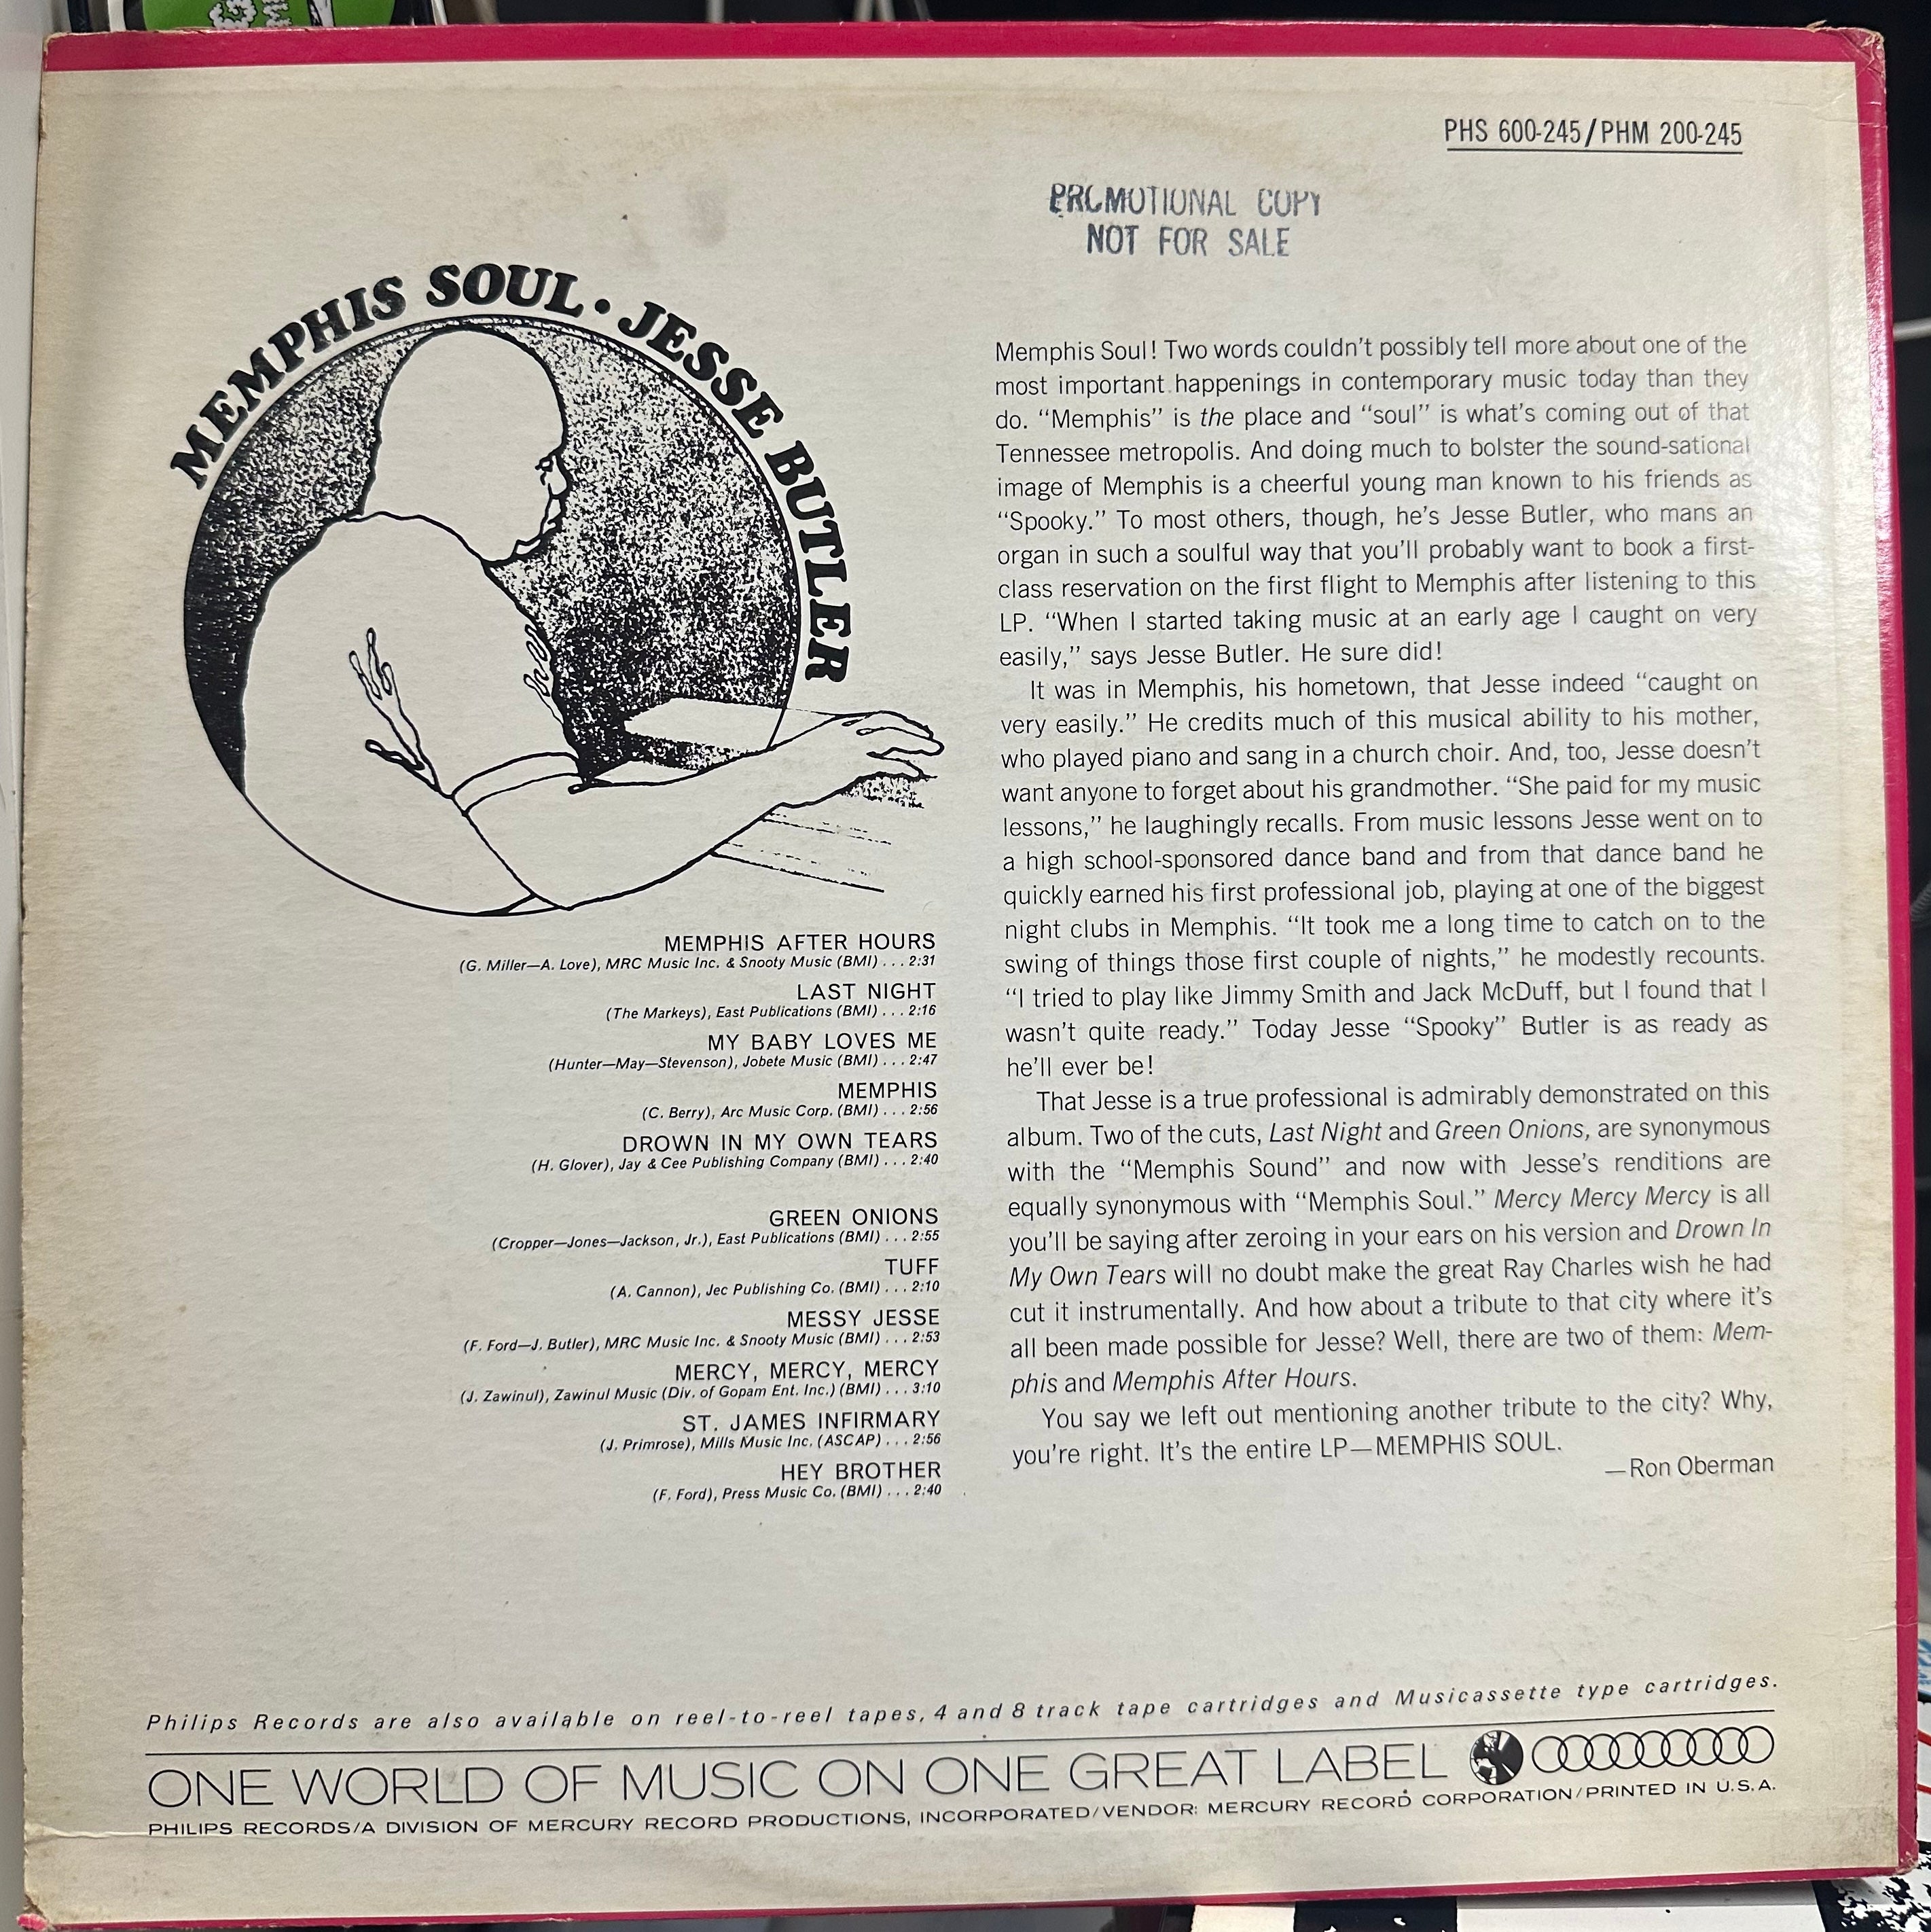 PHS 600-245/PHM 200-245
PROMOTIONAL COPY
NOT FOR SALE
MEMPHIS SOUL • JESSE BUTLER
MEMPHIS AFTER HOURS
(G. Miller—A. Love), MRC Music Inc. & Snooty Music (BMI) . . . 2:31
LAST NIGHT
(The Markeys), East Publications (BMI) . . . 2:16
MY BABY LOVES ME
(Hunter—May—Stevenson), Jobete Music (BMI) . . . 2:47
MEMPHIS
(C. Berry), Arc Music Corp. (BMI) . . . 2:56
DROWN IN MY OWN TEARS
(H. Glover), Jay & Cee Publishing Company (BMI) . . . 2:40
GREEN ONIONS
(Cropper—Jones—Jackson, Jr.), East Publications (BMI) . . . 2:55
TUFF
(A. Cannon), Jec Publishing Co. (BMI) . . . 2:10
MESSY JESSE
(F. Ford—J. Butler), MRC Music Inc. & Snooty Music (BMI) . . . 2:53
MERCY, MERCY, MERCY
(J. Zawinul), Zawinul Music (Div. of Gopam Ent. Inc.) (BMI) . . . 3:10
ST. JAMES INFIRMARY
(J. Primrose), Mills Music Inc. (ASCAP) . . . 2:56
HEY BROTHER
(F. Ford), Press Music Co. (BMI) . . . 2:40
Memphis Soul! Two words couldn't possibly tell more about one of the
most important happenings in contemporary music today than they
do. “Memphis” is the place and “soul” is what's coming out of that
Tennessee metropolis. And doing much to bolster the sound-sational
image of Memphis is a cheerful young man known to his friends as
“Spooky.” To most others, though, he's Jesse Butler, who mans an
organ in such a soulful way that you'll probably want to book a first-
class reservation on the first flight to Memphis after listening to this
LP. “When I started taking music at an early age I caught on very
easily,” says Jesse Butler. He sure did!
It was in Memphis, his hometown, that Jesse indeed “caught on
very easily.” He credits much of this musical ability to his mother,
who played piano and sang in a church choir. And, too, Jesse doesn't
want anyone to forget about his grandmother. “She paid for my music
lessons,” he laughingly recalls. From music lessons Jesse went on to
a high school-sponsored dance band and from that dance band he
quickly earned his first professional job, playing at one of the biggest
night clubs in Memphis. “It took me a long time to catch on to the
swing of things those first couple of nights,” he modestly recounts.
“I tried to play like Jimmy Smith and Jack McDuff, but I found that I
wasn't quite ready.” Today Jesse “Spooky” Butler is as ready as
he'll ever be!
That Jesse is a true professional is admirably demonstrated on this
album. Two of the cuts, Last Night and Green Onions, are synonymous
with the “Memphis Sound” and now with Jesse's renditions are
equally synonymous with “Memphis Soul.” Mercy Mercy Mercy is all
you'll be saying after zeroing in your ears on his version and Drown In
My Own Tears will no doubt make the great Ray Charles wish he had
cut it instrumentally. And how about a tribute to that city where it's
all been made possible for Jesse? Well, there are two of them: Mem-
phis and Memphis After Hours.
You say we left out mentioning another tribute to the city? Why,
you're right. It's the entire LP—MEMPHIS SOUL.
—Ron Oberman
Philips Records are also available on reel-to-reel tapes, 4 and 8 track tape cartridges and Musicassette type cartridges.
ONE WORLD OF MUSIC ON ONE GREAT LABEL
PHILIPS RECORDS/A DIVISION OF MERCURY RECORD PRODUCTIONS, INCORPORATED/VENDOR: MERCURY RECORD CORPORATION/PRINTED IN U.S.A.